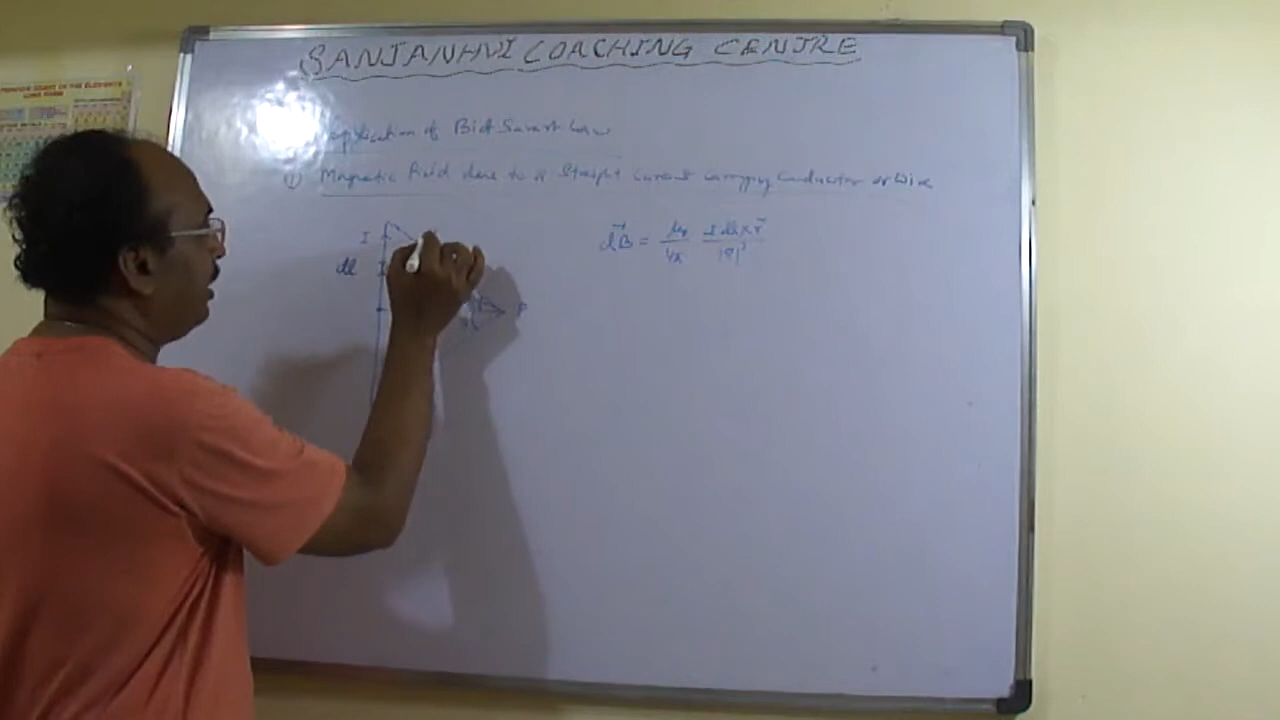 SANJANHVI COACHING CENTRE
Application of Biot Savart Law
① Magnetic field due to a Straight Current Carrying Conductor or Wire
I
dl
P
dB⃗ = μ₀/4π I dl × r⃗ / |r|³